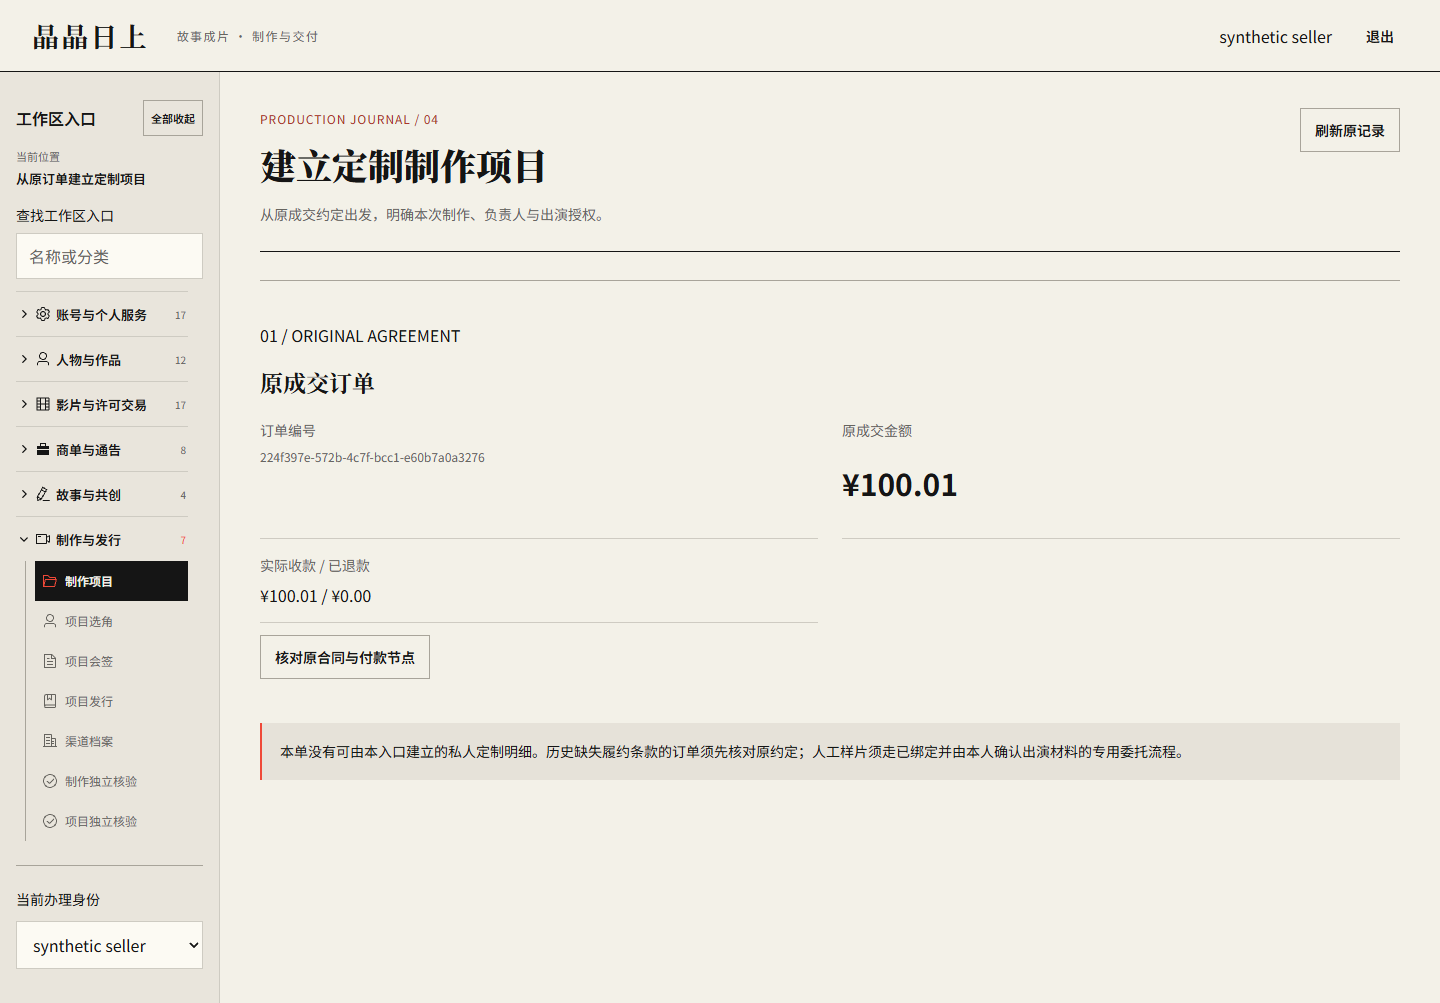 晶晶日上
故事成片 · 制作与交付
synthetic seller
退出
工作区入口
全部收起
当前位置
从原订单建立定制项目
查找工作区入口
名称或分类
账号与个人服务 17
人物与作品 12
影片与许可交易 17
商单与通告 8
故事与共创 4
制作与发行 7
制作项目
项目选角
项目会签
项目发行
渠道档案
制作独立核验
项目独立核验
当前办理身份
synthetic seller
PRODUCTION JOURNAL / 04
刷新原记录
建立定制制作项目
从原成交约定出发，明确本次制作、负责人与出演授权。
01 / ORIGINAL AGREEMENT
原成交订单
订单编号
224f397e-572b-4c7f-bcc1-e60b7a0a3276
原成交金额
¥100.01
实际收款 / 已退款
¥100.01 / ¥0.00
核对原合同与付款节点
本单没有可由本入口建立的私人定制明细。历史缺失履约条款的订单须先核对原约定；人工样片须走已绑定并由本人确认出演材料的专用委托流程。